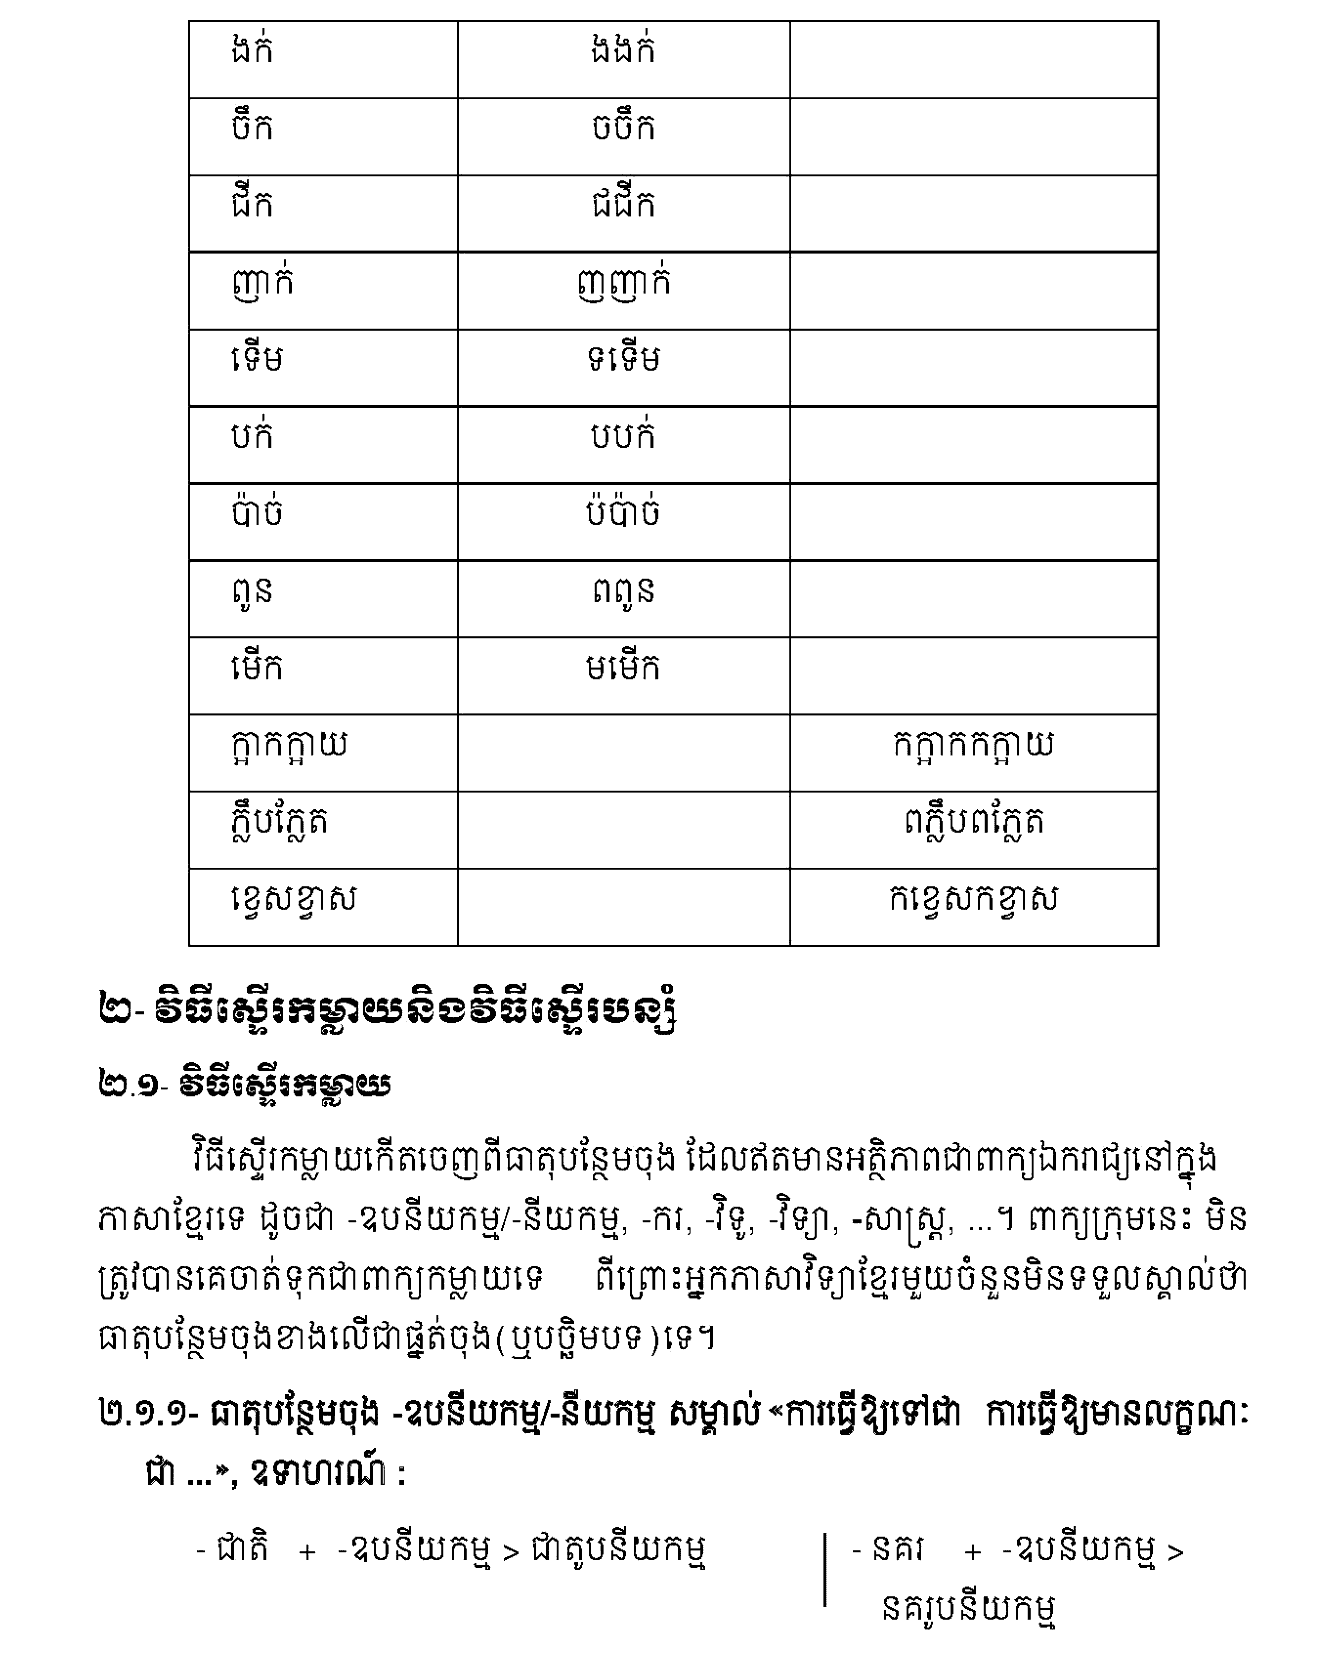 ងក់ ងងក់
ចឹក ចចឹក
ជីក ជជីក
ញាក់ ញញាក់
ទើម ទទើម
បក់ បបក់
ប៉ាច់ ប៉ប៉ាច់
ពូន ពពូន
មើក មមើក
ក្អាកក្អាយ កក្អាកកក្អាយ
ភ្លឹបភ្លែត ពភ្លឹបពភ្លែត
ខ្វេសខ្វាស កខ្វេសកខ្វាស
២- វិធីស្ទើរកម្លាយនិងវិធីស្ទើរបន្សំ
២.១- វិធីស្ទើរកម្លាយ
វិធីស្ទើរកម្លាយកើតចេញពីធាតុបន្ថែមចុង ដែលឥតមានអត្ថិភាពជាពាក្យឯករាជ្យនៅក្នុង
ភាសាខ្មែរទេ ដូចជា -ឧបនីយកម្ម/-នីយកម្ម, -ករ, -វិទូ, -វិទ្យា, -សាស្ត្រ, ...។ ពាក្យក្រុមនេះ មិន
ត្រូវបានគេចាត់ទុកជាពាក្យកម្លាយទេ ពីព្រោះអ្នកភាសាវិទ្យាខ្មែរមួយចំនួនមិនទទួលស្គាល់ថា
ធាតុបន្ថែមចុងខាងលើជាផ្នត់ចុង(ឬបច្ឆិមបទ)ទេ។
២.១.១- ធាតុបន្ថែមចុង -ឧបនីយកម្ម/-នីយកម្ម សម្គាល់ «ការធ្វើឱ្យទៅជា ការធ្វើឱ្យមានលក្ខណៈ
ជា ...», ឧទាហរណ៍ :
- ជាតិ + -ឧបនីយកម្ម > ជាតូបនីយកម្ម
- នគរ + -ឧបនីយកម្ម >
នគរូបនីយកម្ម